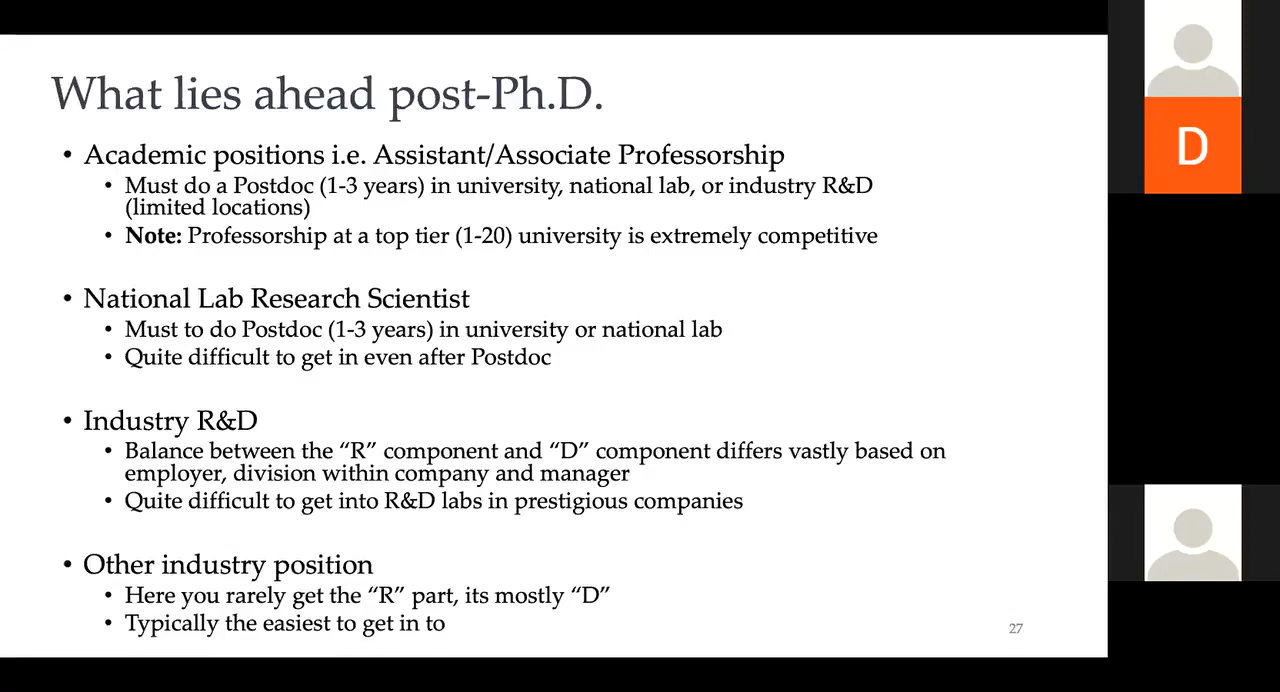 What lies ahead post-Ph.D.
• Academic positions i.e. Assistant/Associate Professorship
• Must do a Postdoc (1-3 years) in university, national lab, or industry R&D
(limited locations)
• Note: Professorship at a top tier (1-20) university is extremely competitive
• National Lab Research Scientist
• Must to do Postdoc (1-3 years) in university or national lab
• Quite difficult to get in even after Postdoc
• Industry R&D
• Balance between the “R” component and “D” component differs vastly based on
employer, division within company and manager
• Quite difficult to get into R&D labs in prestigious companies
• Other industry position
• Here you rarely get the “R” part, its mostly “D”
• Typically the easiest to get in to
27
D